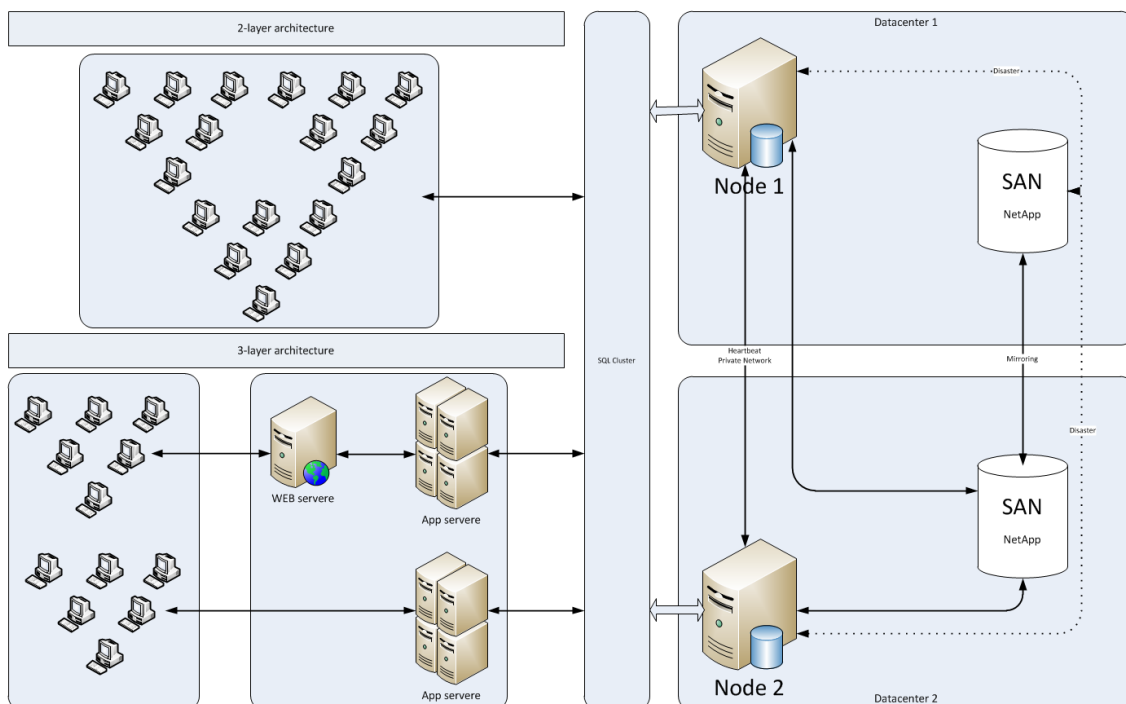 2-layer architecture
3-layer architecture
WEB servere
App servere
App servere
SQL Cluster
Datacenter 1
Disaster
Node 1
SAN
NetApp
Heartbeat
Private Network
Mirroring
Disaster
SAN
NetApp
Node 2
Datacenter 2